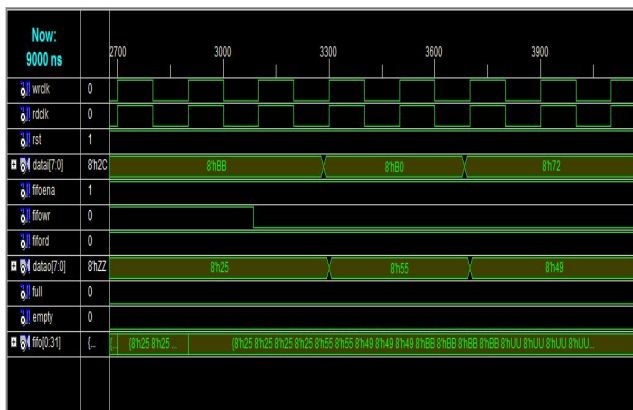 Now:
9000 ns
2700 3000 3300 3600 3900
wrclk 0
rdclk 0
rst 1
datai[7:0] 8'h2C 8'hBB 8'hB0 8'h72
fifoena 1
fifowr 0
fiford 0
datao[7:0] 8'hZZ 8'h25 8'h55 8'h49
full 0
empty 0
fifo[0:31] {... {... {8'h25 8'h25 ... {8'h25 8'h25 8'h25 8'h25 8'h55 8'h55 8'h49 8'h49 8'h49 8'hBB 8'hBB 8'hBB 8'hBB 8'hUU 8'hUU 8'hUU 8'hUU...